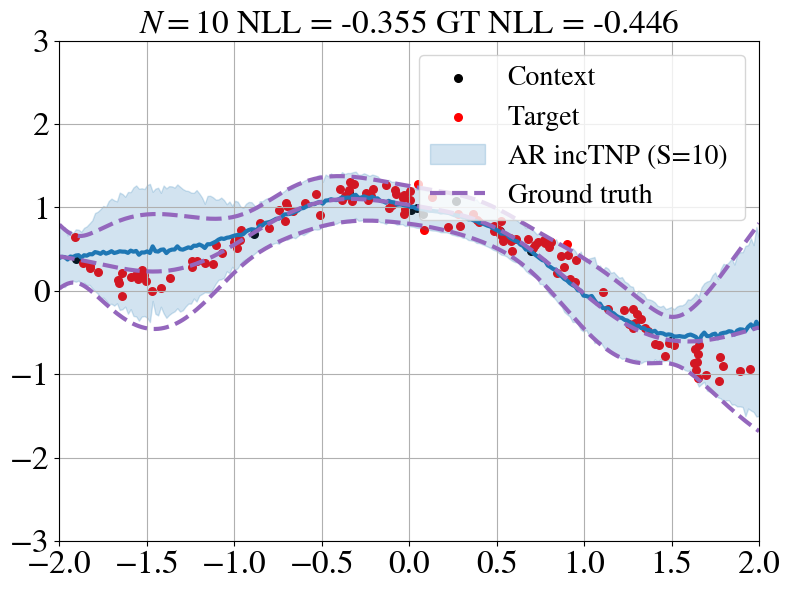 N = 10 NLL = -0.355 GT NLL = -0.446
Context
Target
AR incTNP (S=10)
Ground truth
3
2
1
0
−1
−2
−3
−2.0 −1.5 −1.0 −0.5 0.0 0.5 1.0 1.5 2.0